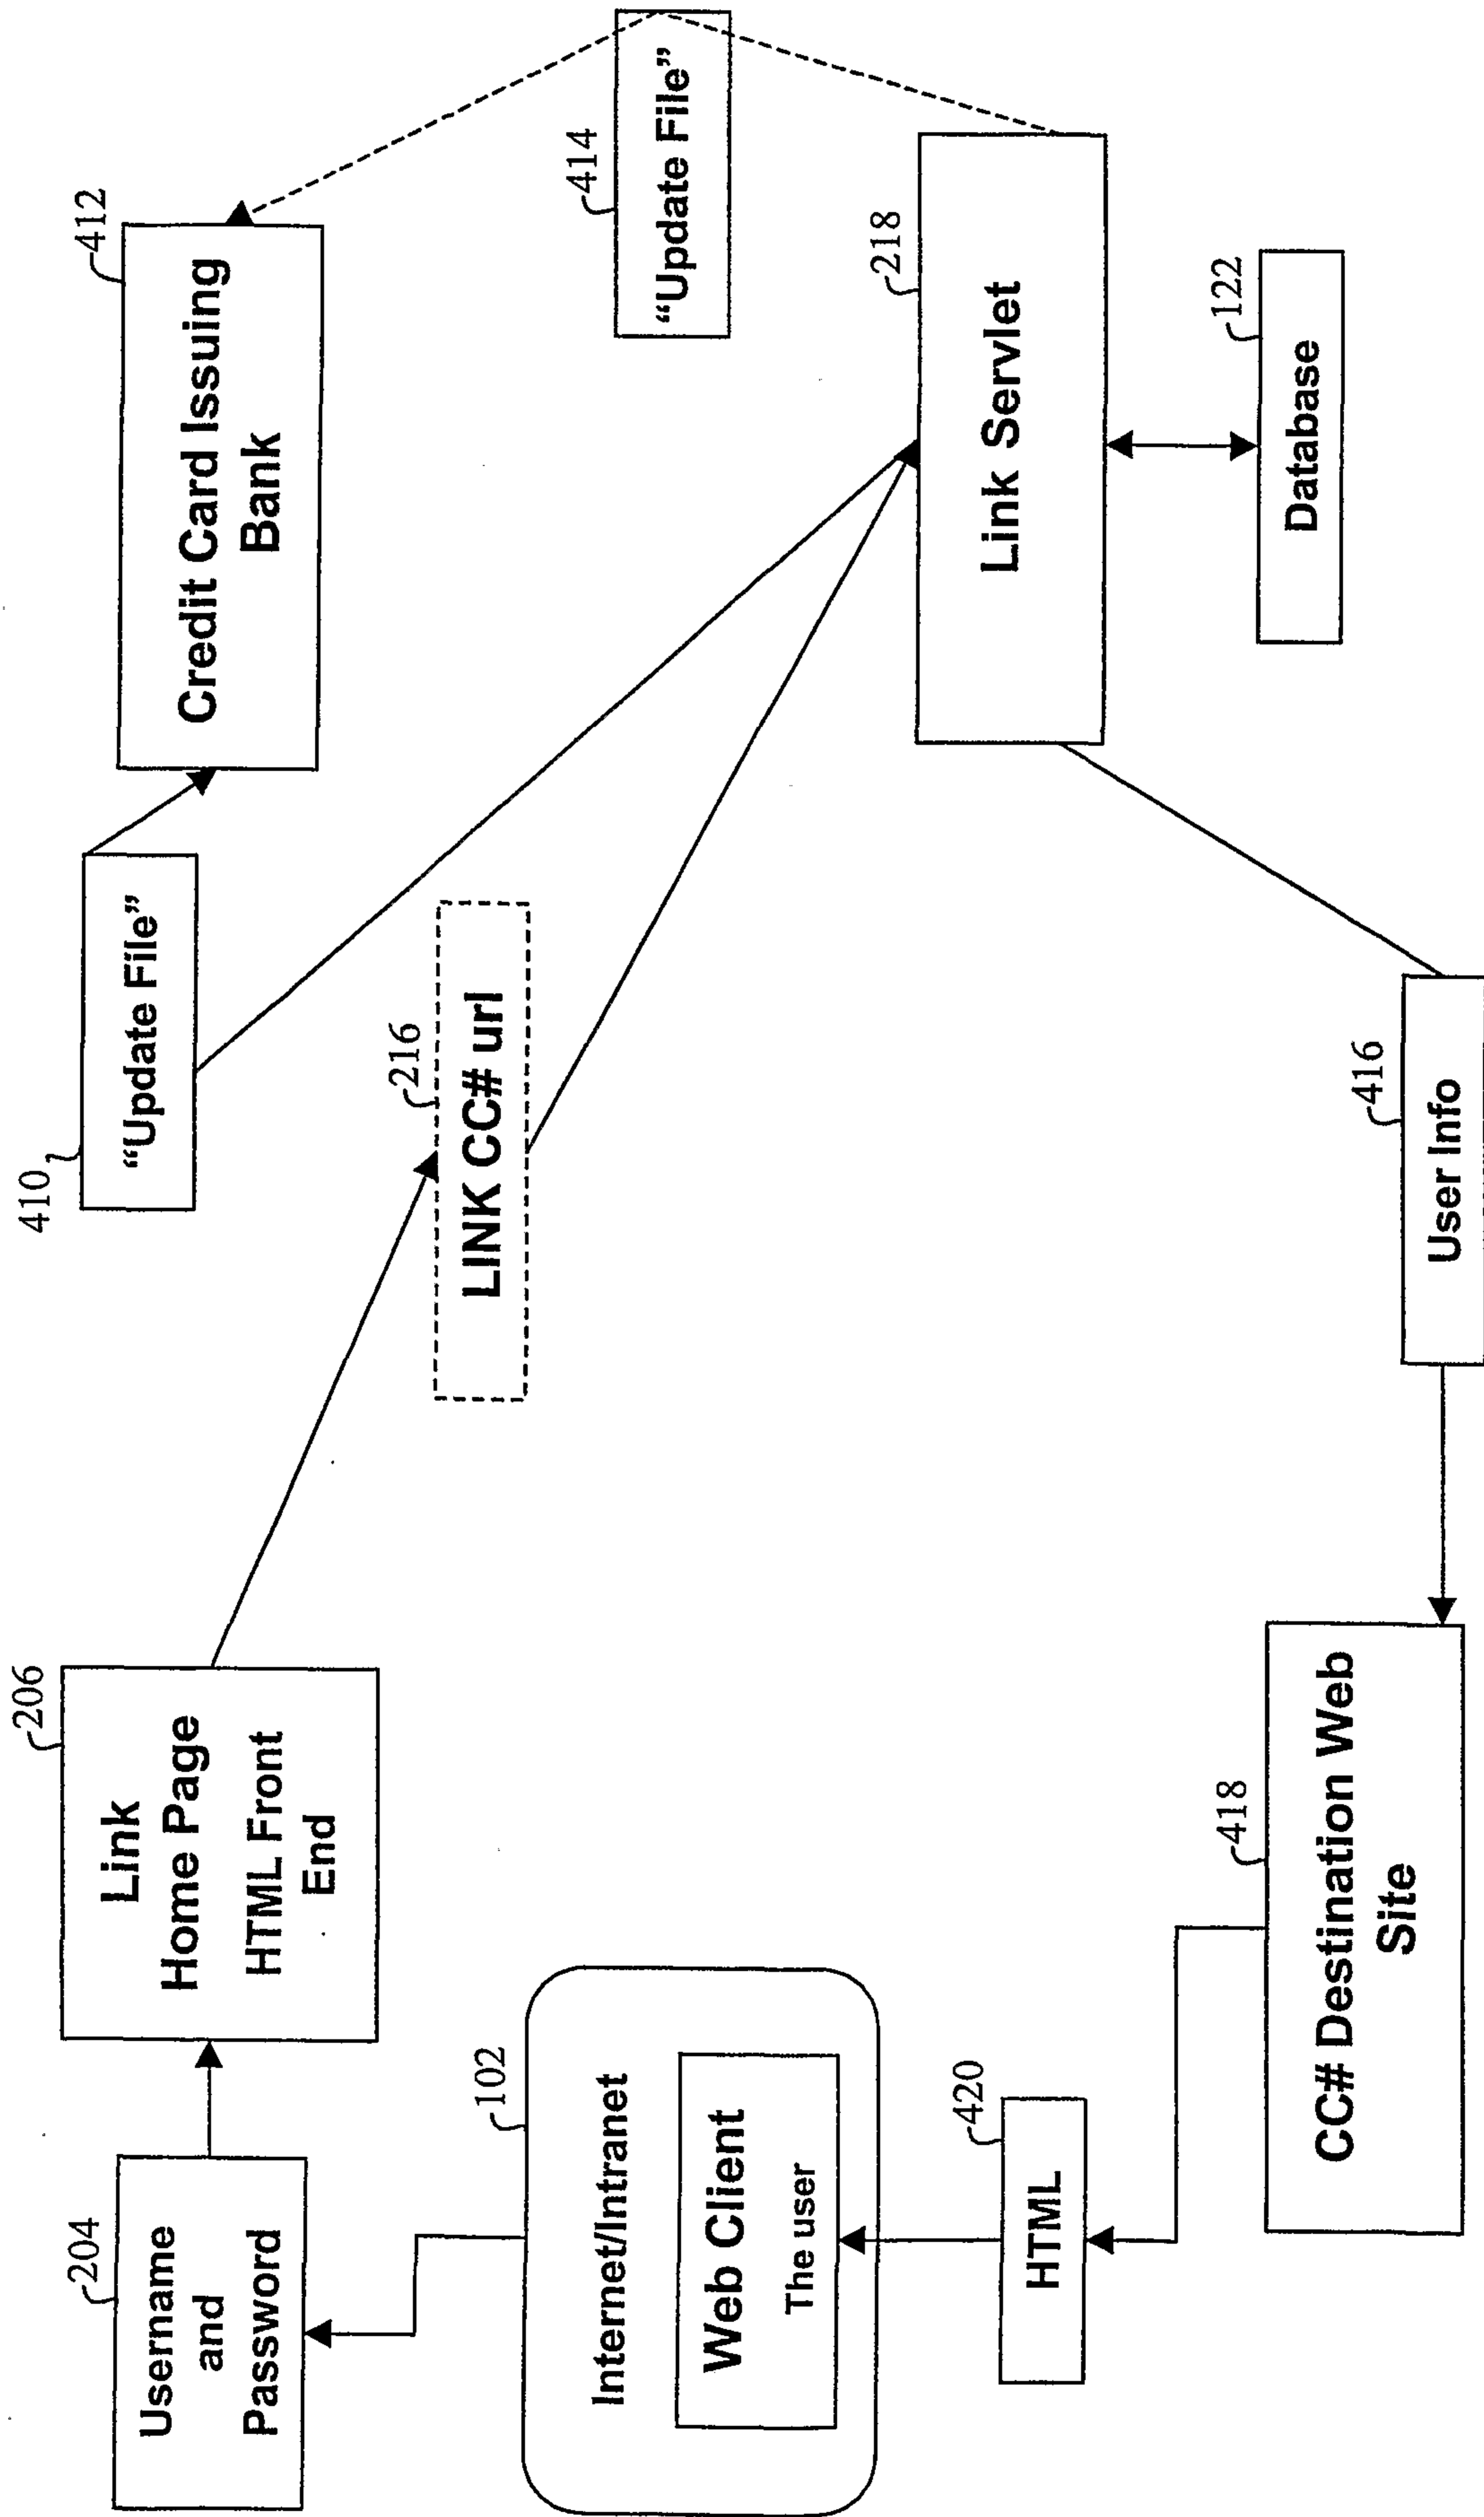 204
Username
and
Password
206
Link
Home Page
HTML Front
End
410
“Update File”
412
Credit Card Issuing
Bank
102
Internet/Intranet
Web Client
The user
216
LINK CC# url
414
“Update File”
420
HTML
218
Link Servlet
418
CC# Destination Web
Site
416
User Info
122
Database